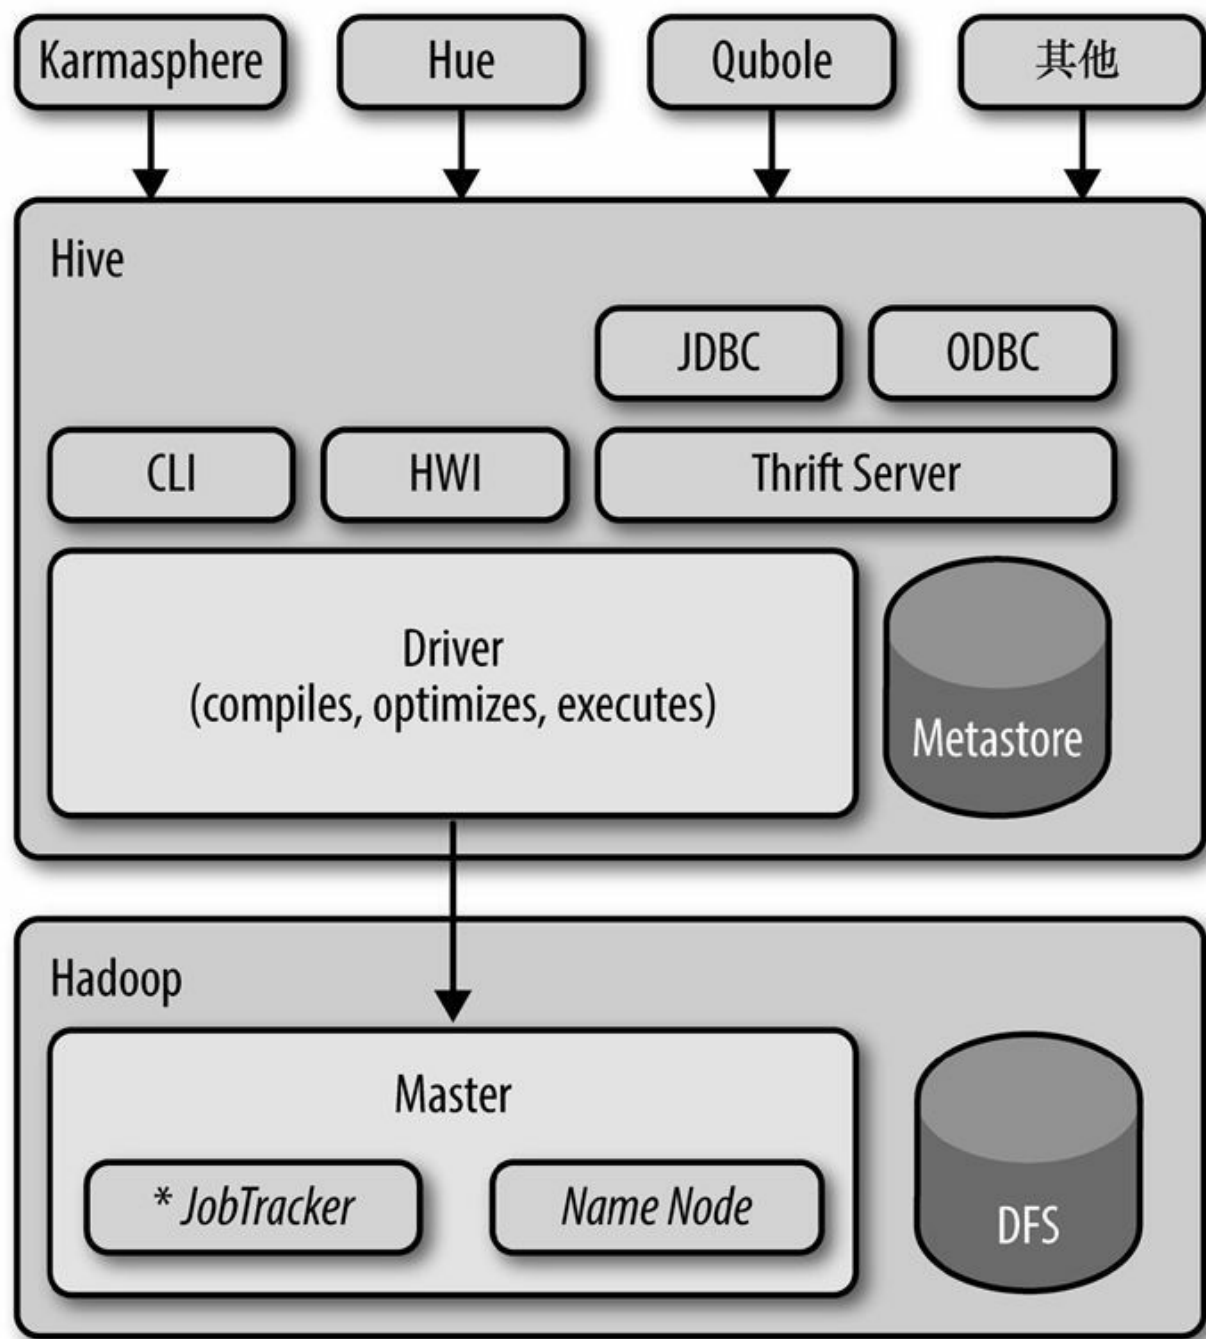 Karmasphere
Hue
Qubole
其他
Hive
JDBC
ODBC
CLI
HWI
Thrift Server
Driver
(compiles, optimizes, executes)
Metastore
Hadoop
Master
* JobTracker
Name Node
DFS